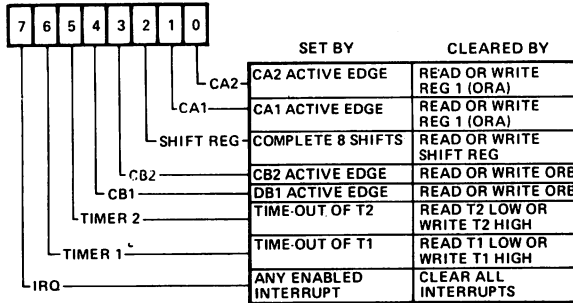 7 6 5 4 3 2 1 0
SET BY CLEARED BY
CA2 CA2 ACTIVE EDGE READ OR WRITE
REG 1 (ORA)
CA1 CA1 ACTIVE EDGE READ OR WRITE
REG 1 (ORA)
SHIFT REG COMPLETE 8 SHIFTS READ OR WRITE
SHIFT REG
CB2 CB2 ACTIVE EDGE READ OR WRITE ORB
CB1 DB1 ACTIVE EDGE READ OR WRITE ORB
TIMER 2 TIME-OUT OF T2 READ T2 LOW OR
WRITE T2 HIGH
TIMER 1 TIME-OUT OF T1 READ T1 LOW OR
WRITE T1 HIGH
IRQ ANY ENABLED CLEAR ALL
INTERRUPT INTERRUPTS